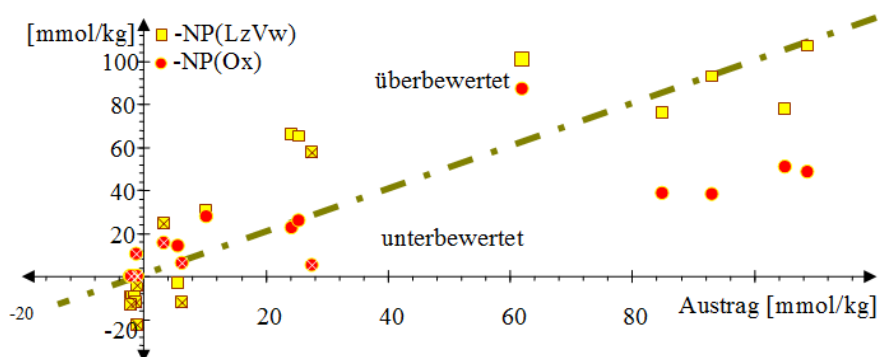 [mmol/kg]
-NP(LzVw)
-NP(Ox)
100
80
60
40
20
-20
überbewertet
unterbewertet
Austrag [mmol/kg]
-20
20
40
60
80